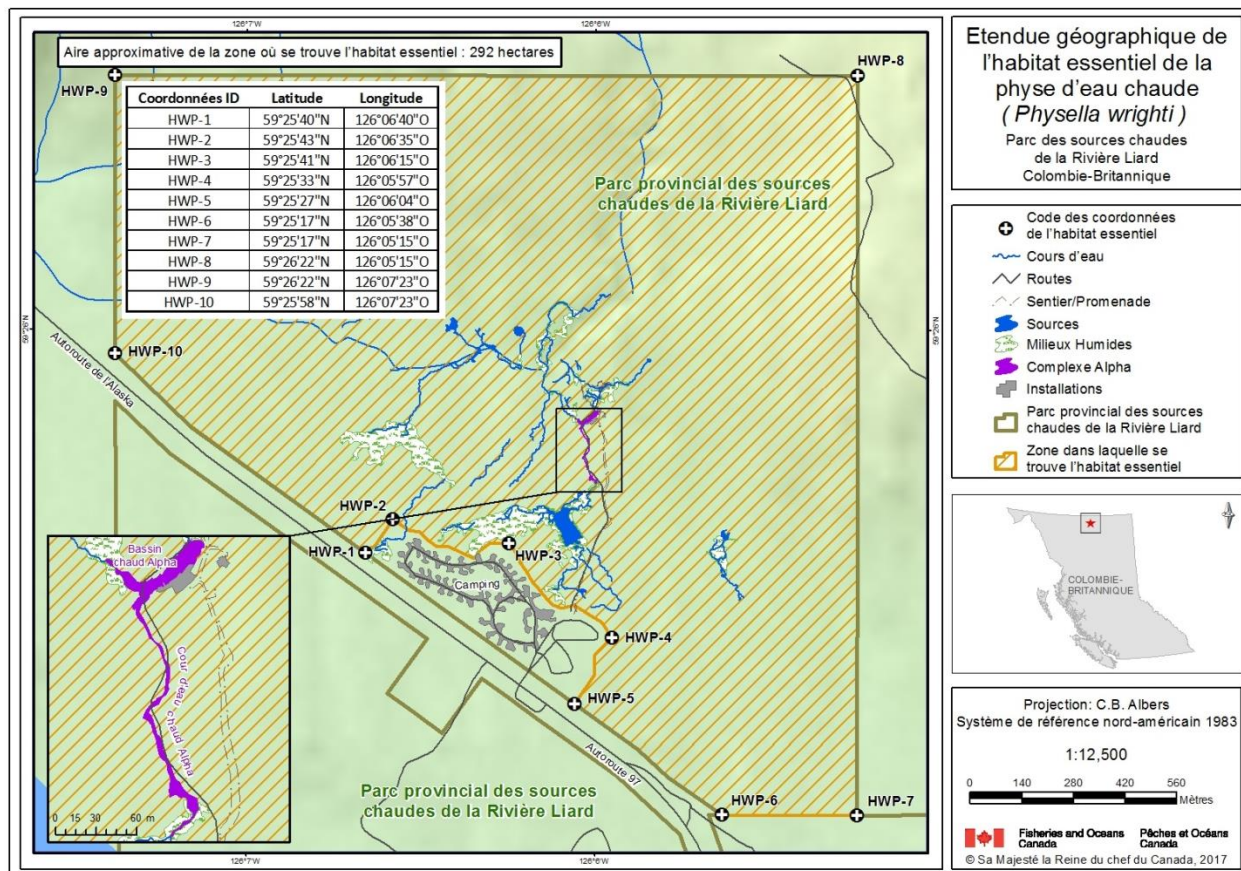 126°7'W
126°6'W
Aire approximative de la zone où se trouve l'habitat essentiel : 292 hectares
HWP-9
HWP-8
Coordonnées ID Latitude Longitude
HWP-1 59°25'40"N 126°06'40"O
HWP-2 59°25'43"N 126°06'35"O
HWP-3 59°25'41"N 126°06'15"O
HWP-4 59°25'33"N 126°05'57"O
HWP-5 59°25'27"N 126°06'04"O
HWP-6 59°25'17"N 126°05'38"O
HWP-7 59°25'17"N 126°05'15"O
HWP-8 59°26'22"N 126°05'15"O
HWP-9 59°26'22"N 126°07'23"O
HWP-10 59°25'58"N 126°07'23"O
Parc provincial des sources
chaudes de la Rivière Liard
59°26'N
59°26'N
HWP-10
Autoroute de l'Alaska
HWP-2
HWP-1
HWP-3
Camping
HWP-4
HWP-5
Autoroute 97
HWP-6
HWP-7
Parc provincial des sources
chaudes de la Rivière Liard
Bassin
chaud Alpha
Cour d'eau
chaud Alpha
0 15 30 60 m
126°7'W
126°6'W
Etendue géographique de
l'habitat essentiel de la
physe d'eau chaude
( Physella wrighti )
Parc des sources chaudes
de la Rivière Liard
Colombie-Britannique
Code des coordonnées
de l'habitat essentiel
Cours d'eau
Routes
Sentier/Promenade
Sources
Milieux Humides
Complexe Alpha
Installations
Parc provincial des sources
chaudes de la Rivière Liard
Zone dans laquelle se
trouve l'habitat essentiel
COLOMBIE-
BRITANNIQUE
Projection: C.B. Albers
Système de référence nord-américain 1983
1:12,500
0 140 280 420 560
Mètres
Fisheries and Oceans
Canada
Pêches et Océans
Canada
© Sa Majesté la Reine du chef du Canada, 2017